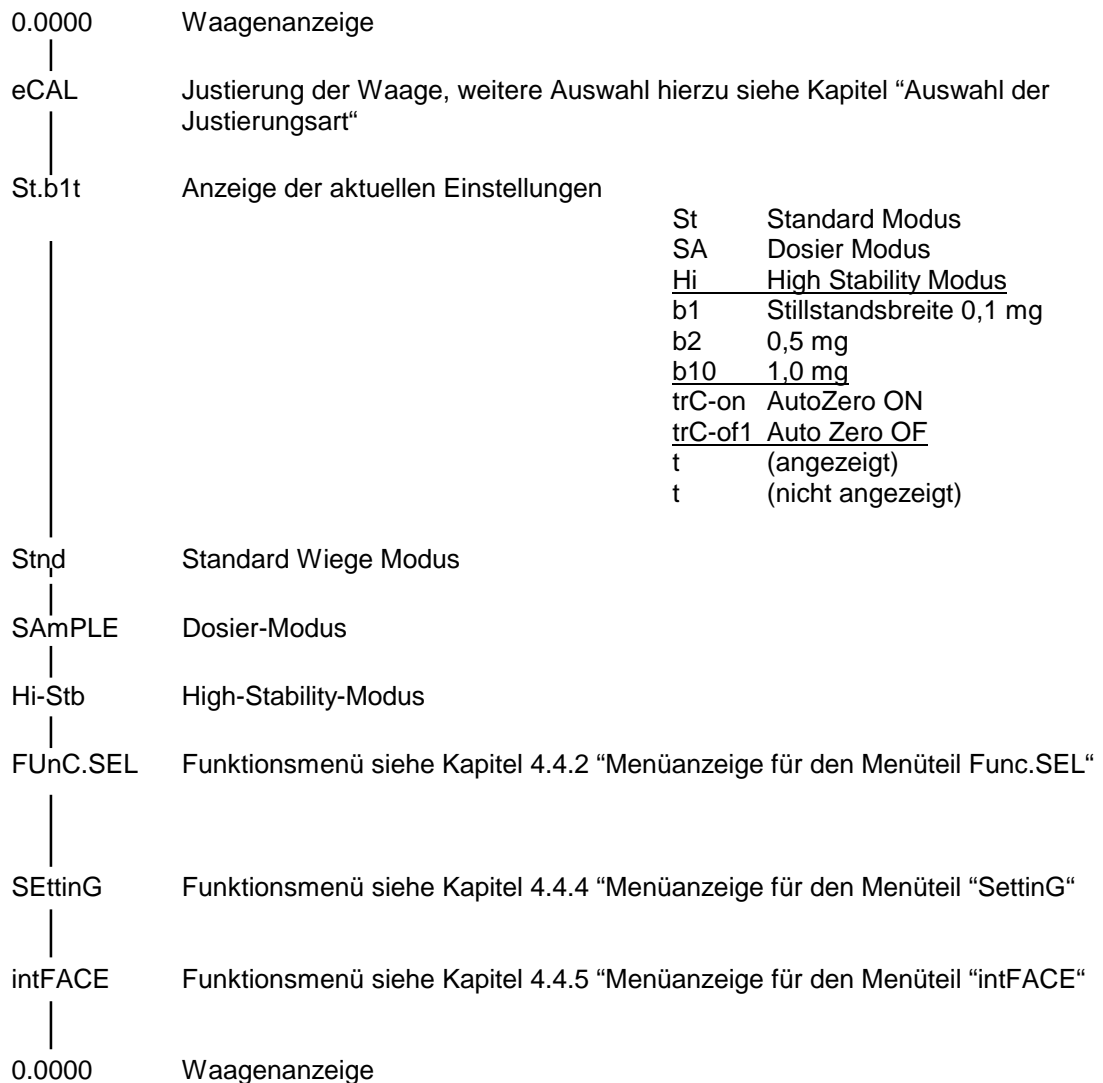 0.0000 Waagenanzeige
eCAL Justierung der Waage, weitere Auswahl hierzu siehe Kapitel “Auswahl der
Justierungsart“
St.b1t Anzeige der aktuellen Einstellungen
St Standard Modus
SA Dosier Modus
Hi High Stability Modus
b1 Stillstandsbreite 0,1 mg
b2 0,5 mg
b10 1,0 mg
trC-on AutoZero ON
trC-of1 Auto Zero OF
t (angezeigt)
t (nicht angezeigt)
Stnd Standard Wiege Modus
SAmPLE Dosier-Modus
Hi-Stb High-Stability-Modus
FUnC.SEL Funktionsmenü siehe Kapitel 4.4.2 “Menüanzeige für den Menüteil Func.SEL“
SEttinG Funktionsmenü siehe Kapitel 4.4.4 “Menüanzeige für den Menüteil “SettinG“
intFACE Funktionsmenü siehe Kapitel 4.4.5 “Menüanzeige für den Menüteil “intFACE“
0.0000 Waagenanzeige